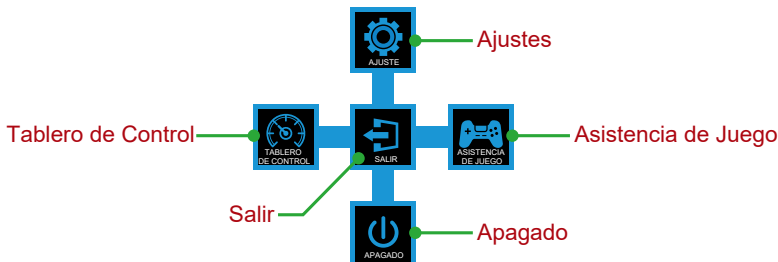 AJUSTE
Ajustes
Tablero de Control
TABLERO
DE CONTROL
SALIR
ASISTENCIA
DE JUEGO
Asistencia de Juego
Salir
APAGADO
Apagado